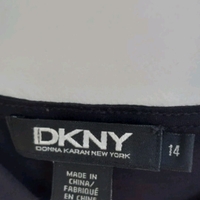 DKNY
DONNA KARAN NEW YORK
14
MADE IN
CHINA/
FABRIQUÉ
EN CHINE